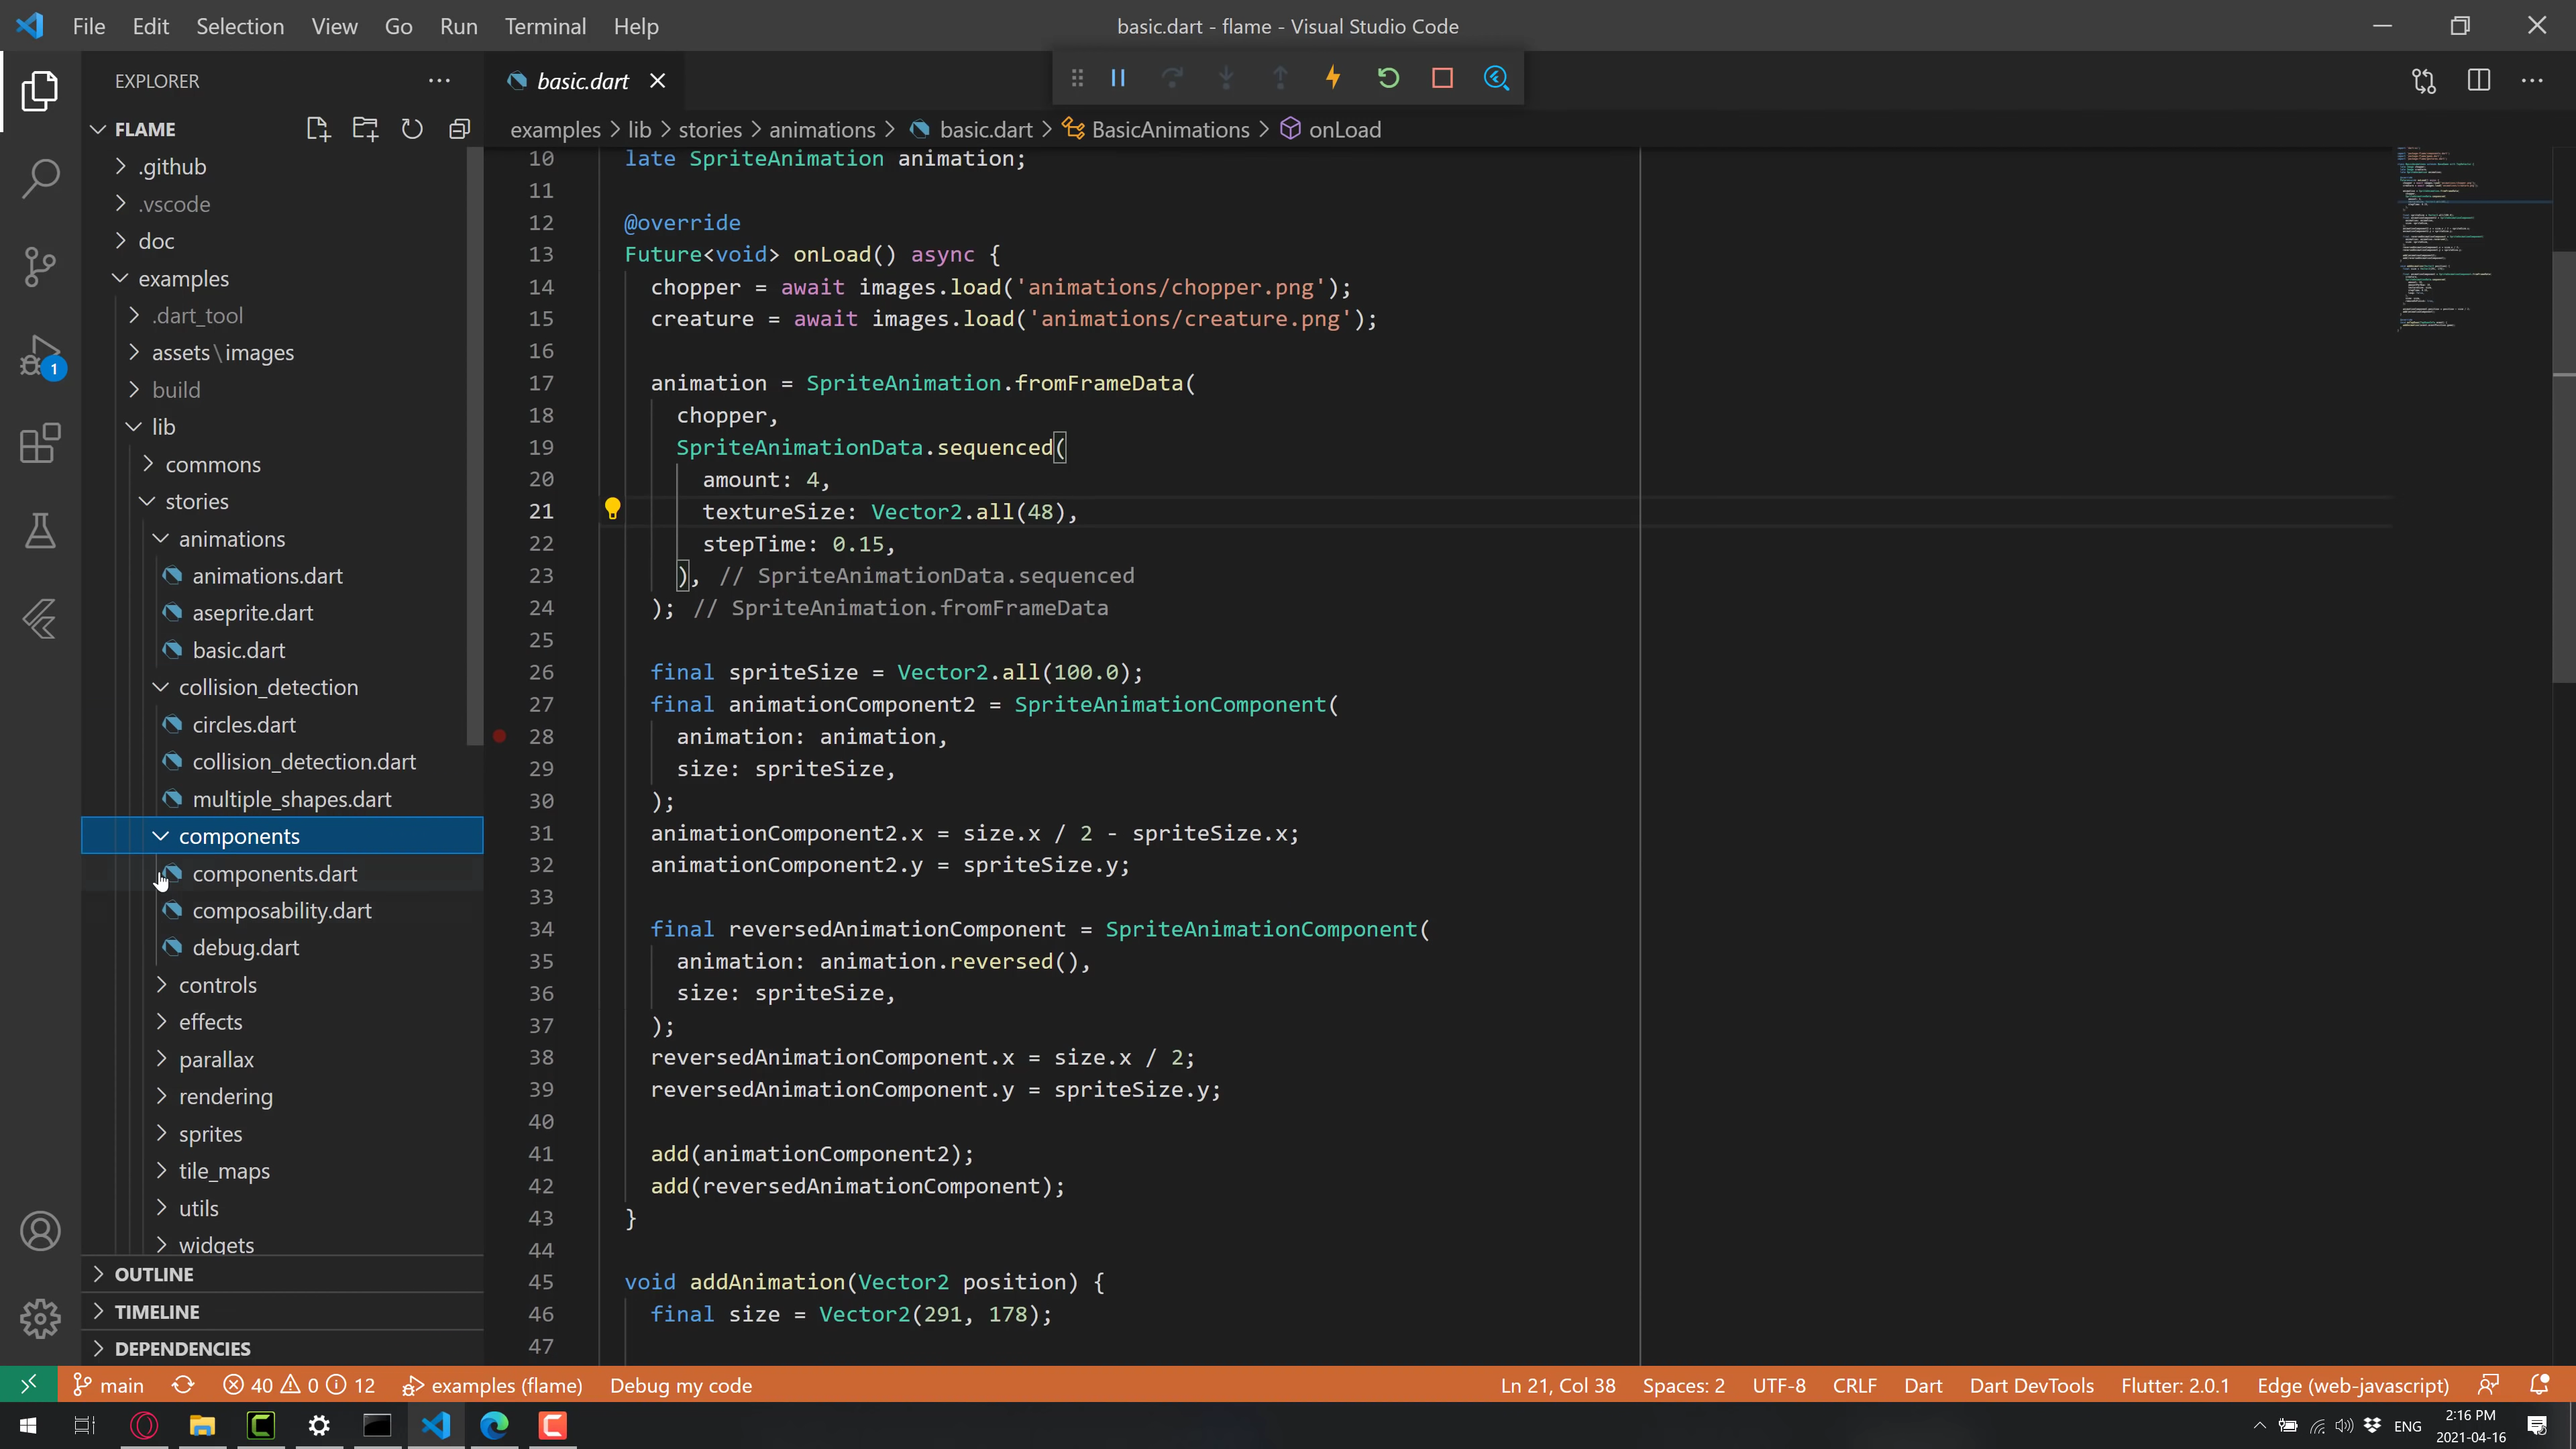 File Edit Selection View Go Run Terminal Help
basic.dart - flame - Visual Studio Code
EXPLORER
basic.dart
FLAME
examples > lib > stories > animations > basic.dart > BasicAnimations > onLoad
.github
.vscode
doc
examples
.dart_tool
assets\images
build
lib
commons
stories
animations
animations.dart
aseprite.dart
basic.dart
collision_detection
circles.dart
collision_detection.dart
multiple_shapes.dart
components
components.dart
composability.dart
debug.dart
controls
effects
parallax
rendering
sprites
tile_maps
utils
widgets
OUTLINE
TIMELINE
DEPENDENCIES
1
10 late SpriteAnimation animation;
11
12 @override
13 Future<void> onLoad() async {
14 chopper = await images.load('animations/chopper.png');
15 creature = await images.load('animations/creature.png');
16
17 animation = SpriteAnimation.fromFrameData(
18 chopper,
19 SpriteAnimationData.sequenced(
20 amount: 4,
21 textureSize: Vector2.all(48),
22 stepTime: 0.15,
23 ), // SpriteAnimationData.sequenced
24 ); // SpriteAnimation.fromFrameData
25
26 final spriteSize = Vector2.all(100.0);
27 final animationComponent2 = SpriteAnimationComponent(
28 animation: animation,
29 size: spriteSize,
30 );
31 animationComponent2.x = size.x / 2 - spriteSize.x;
32 animationComponent2.y = spriteSize.y;
33
34 final reversedAnimationComponent = SpriteAnimationComponent(
35 animation: animation.reversed(),
36 size: spriteSize,
37 );
38 reversedAnimationComponent.x = size.x / 2;
39 reversedAnimationComponent.y = spriteSize.y;
40
41 add(animationComponent2);
42 add(reversedAnimationComponent);
43 }
44
45 void addAnimation(Vector2 position) {
46 final size = Vector2(291, 178);
47
main 40 0 12 examples (flame) Debug my code Ln 21, Col 38 Spaces: 2 UTF-8 CRLF Dart Dart DevTools Flutter: 2.0.1 Edge (web-javascript)
ENG
2:16 PM
2021-04-16